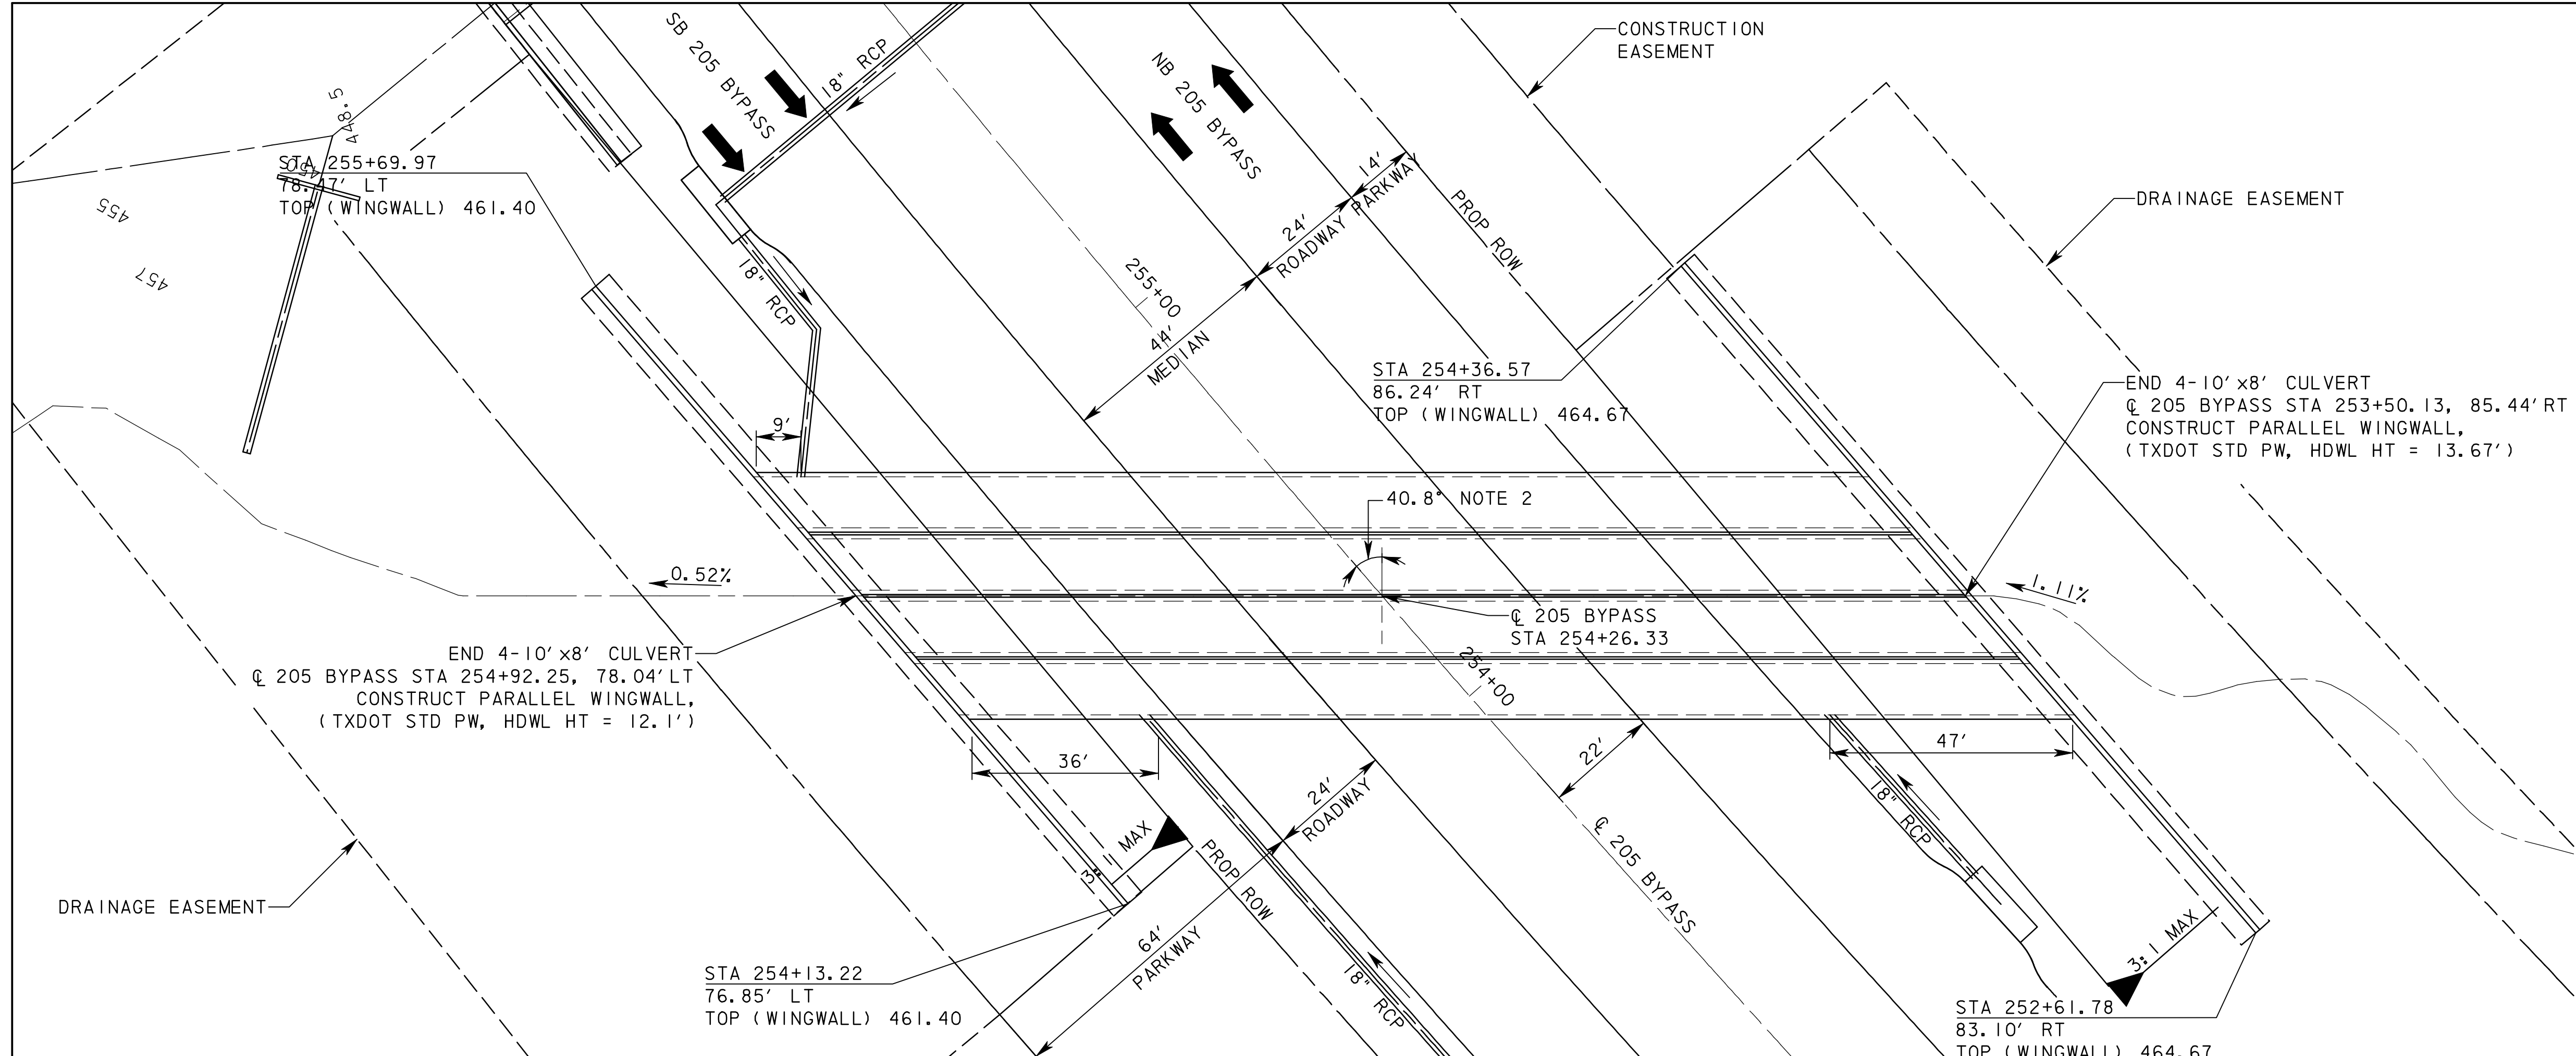 CONSTRUCTION
EASEMENT
SB 205 BYPASS
18" RCP
NB 205 BYPASS
448.5
STA 255+69.97
450
78.47' LT
TOP (WINGWALL) 461.40
455
457
14'
PARKWAY
24'
ROADWAY
PROP ROW
DRAINAGE EASEMENT
18" RCP
255+00
44'
MEDIAN
STA 254+36.57
86.24' RT
TOP (WINGWALL) 464.67
END 4-10'x8' CULVERT
℄ 205 BYPASS STA 253+50.13, 85.44'RT
CONSTRUCT PARALLEL WINGWALL,
(TXDOT STD PW, HDWL HT = 13.67')
9'
40.8° NOTE 2
0.52%
1.11%
℄ 205 BYPASS
STA 254+26.33
END 4-10'x8' CULVERT
℄ 205 BYPASS STA 254+92.25, 78.04'LT
CONSTRUCT PARALLEL WINGWALL,
(TXDOT STD PW, HDWL HT = 12.1')
254+00
22'
47'
36'
24'
ROADWAY
18" RCP
MAX
3"
PROP ROW
℄ 205 BYPASS
DRAINAGE EASEMENT
64'
PARKWAY
18" RCP
3:1 MAX
STA 254+13.22
76.85' LT
TOP (WINGWALL) 461.40
STA 252+61.78
83.10' RT
TOP (WINGWALL) 464.67